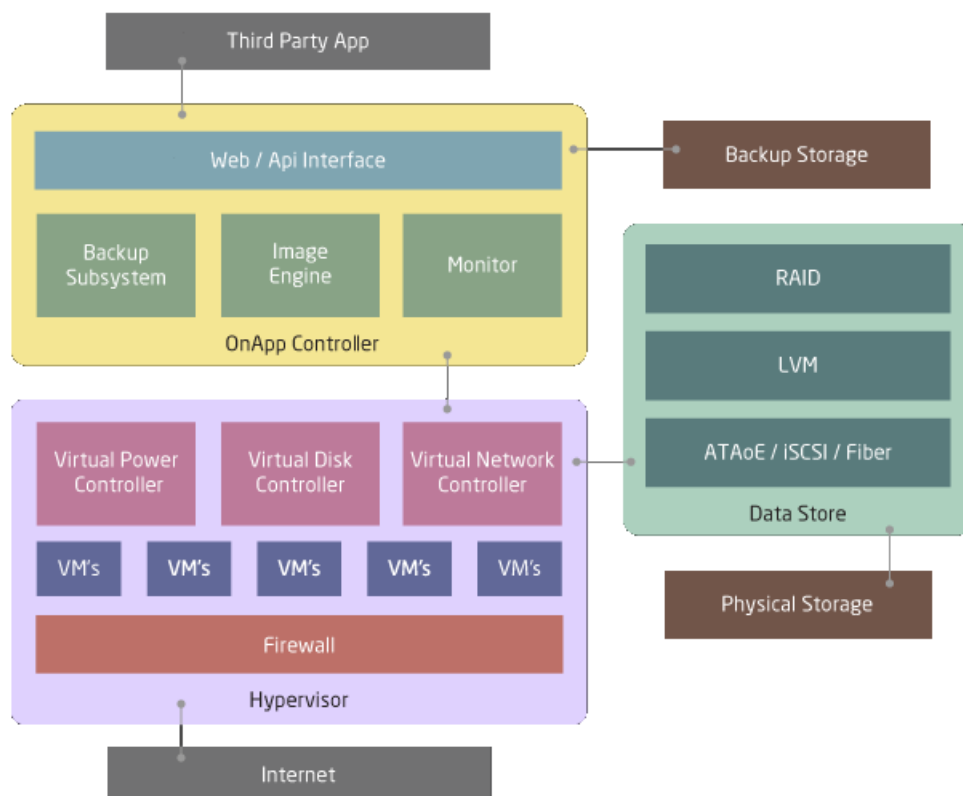 Third Party App
Web / Api Interface
Backup Storage
Backup
Subsystem
Image
Engine
Monitor
OnApp Controller
RAID
LVM
ATAoE / iSCSI / Fiber
Data Store
Virtual Power
Controller
Virtual Disk
Controller
Virtual Network
Controller
VM's
VM's
VM's
VM's
VM's
Firewall
Hypervisor
Physical Storage
Internet